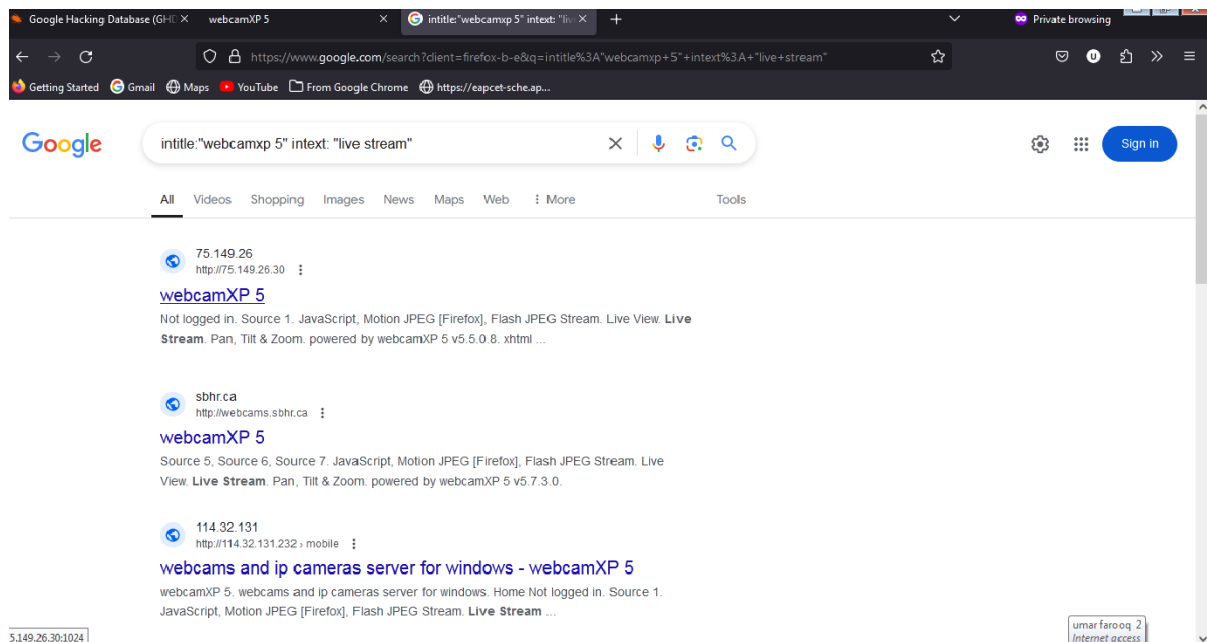 Google Hacking Database (GHD
webcamXP 5
intitle:"webcamxp 5" intext: "live
Private browsing
https://www.google.com/search?client=firefox-b-e&q=intitle%3A"webcamxp+5"+intext%3A+"live+stream"
Getting Started
Gmail
Maps
YouTube
From Google Chrome
https://eapcet-sche.ap...
Google
intitle:"webcamxp 5" intext: "live stream"
Sign in
All
Videos
Shopping
Images
News
Maps
Web
More
Tools
75.149.26
http://75.149.26.30
webcamXP 5
Not logged in. Source 1. JavaScript, Motion JPEG [Firefox], Flash JPEG Stream. Live View. Live
Stream. Pan, Tilt & Zoom. powered by webcamXP 5 v5.5.0.8. xhtml ...
sbhr.ca
http://webcams.sbhr.ca
webcamXP 5
Source 5, Source 6, Source 7. JavaScript, Motion JPEG [Firefox], Flash JPEG Stream. Live
View. Live Stream. Pan, Tilt & Zoom. powered by webcamXP 5 v5.7.3.0.
114.32.131
http://114.32.131.232 › mobile
webcams and ip cameras server for windows - webcamXP 5
webcamXP 5. webcams and ip cameras server for windows. Home Not logged in. Source 1.
JavaScript, Motion JPEG [Firefox], Flash JPEG Stream. Live Stream ...
5.149.26.30:1024
umar farooq 2
Internet access